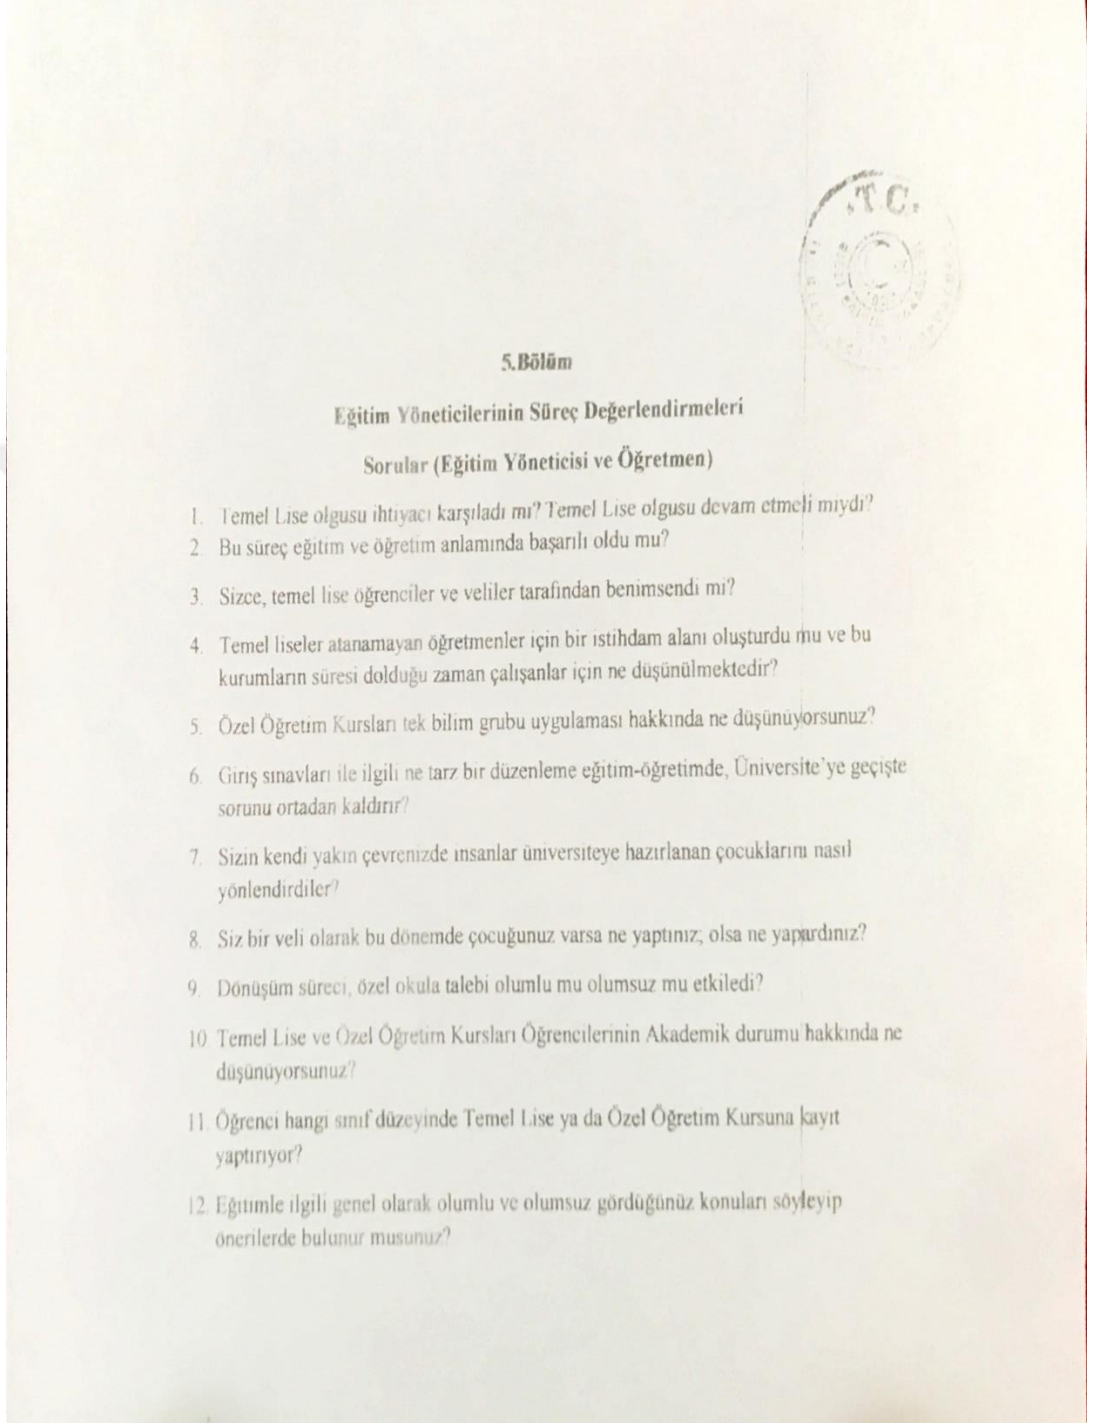 .T.C.
5.Bölüm
Eğitim Yöneticilerinin Süreç Değerlendirmeleri
Sorular (Eğitim Yöneticisi ve Öğretmen)
1. Temel Lise olgusu ihtiyacı karşıladı mı? Temel Lise olgusu devam etmeli miydi?
2. Bu süreç eğitim ve öğretim anlamında başarılı oldu mu?
3. Sizce, temel lise öğrenciler ve veliler tarafından benimsendi mi?
4. Temel liseler atanamayan öğretmenler için bir istihdam alanı oluşturdu mu ve bu
kurumların süresi dolduğu zaman çalışanlar için ne düşünülmektedir?
5. Özel Öğretim Kursları tek bilim grubu uygulaması hakkında ne düşünüyorsunuz?
6. Giriş sınavları ile ilgili ne tarz bir düzenleme eğitim-öğretimde, Üniversite'ye geçişte
sorunu ortadan kaldırır?
7. Sizin kendi yakın çevrenizde insanlar üniversiteye hazırlanan çocuklarını nasıl
yönlendirdiler?
8. Siz bir veli olarak bu dönemde çocuğunuz varsa ne yaptınız; olsa ne yapardınız?
9. Dönüşüm süreci, özel okula talebi olumlu mu olumsuz mu etkiledi?
10 Temel Lise ve Özel Öğretim Kursları Öğrencilerinin Akademik durumu hakkında ne
düşünüyorsunuz?
11. Öğrenci hangi sınıf düzeyinde Temel Lise ya da Özel Öğretim Kursuna kayıt
yaptırıyor?
12. Eğitimle ilgili genel olarak olumlu ve olumsuz gördüğünüz konuları söyleyip
önerilerde bulunur musunuz?